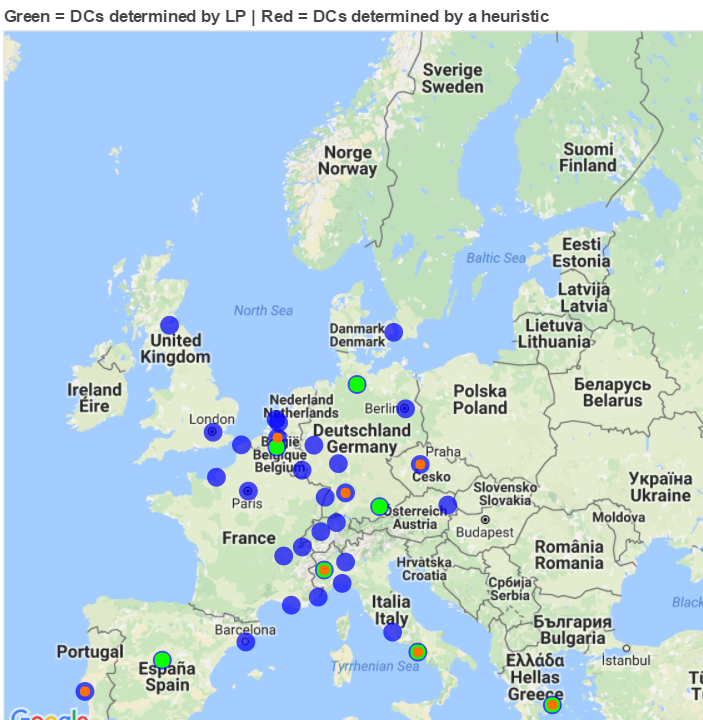 Green = DCs determined by LP | Red = DCs determined by a heuristic
Sverige
Sweden
Norge
Norway
Suomi
Finland
Eesti
Estonia
Baltic Sea
Latvija
Latvia
North Sea
Danmark
Denmark
Lietuva
Lithuania
United
Kingdom
Беларусь
Belarus
Ireland
Éire
Nederland
Netherlands
Polska
Poland
Berlin
London
België
Belgique
Belgium
Deutschland
Germany
Praha
Česko
Україна
Ukraine
Slovensko
Slovakia
Paris
Österreich
Austria
Moldova
Budapest
France
România
Romania
Hrvatska
Croatia
Србија
Serbia
Italia
Italy
България
Bulgaria
Barcelona
Portugal
España
Spain
Tyrrhenian Sea
Ελλάδα
Hellas
Greece
İstanbul
Black
Google